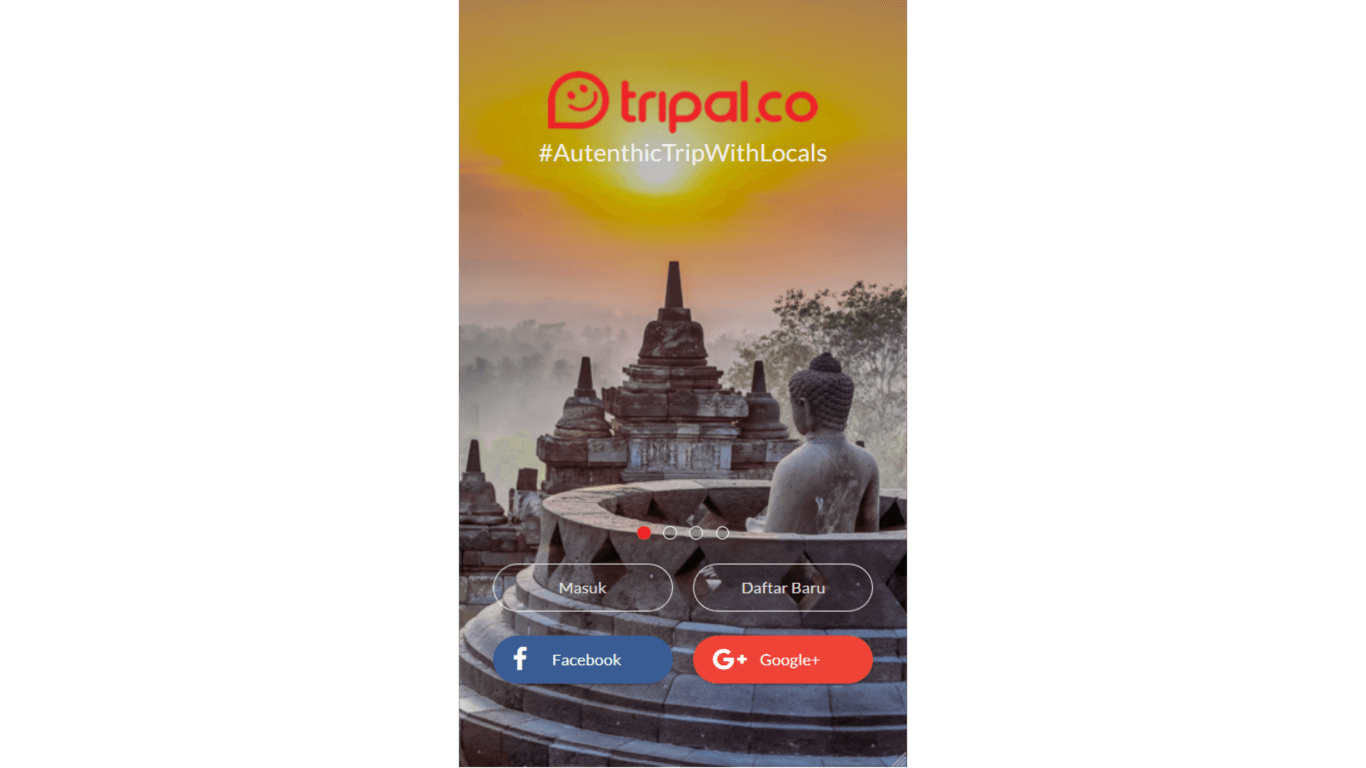 tripal.co
#AutenthicTripWithLocals
Masuk
Daftar Baru
Facebook
G+ Google+